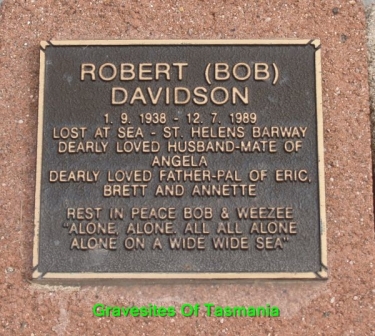 ROBERT (BOB)
DAVIDSON
1. 9. 1938 - 12. 7. 1989
LOST AT SEA - ST. HELENS BARWAY
DEARLY LOVED HUSBAND-MATE OF
ANGELA
DEARLY LOVED FATHER-PAL OF ERIC,
BRETT AND ANNETTE
REST IN PEACE BOB & WEEZEE
"ALONE, ALONE, ALL ALL ALONE
ALONE ON A WIDE WIDE SEA"
Gravesites Of Tasmania